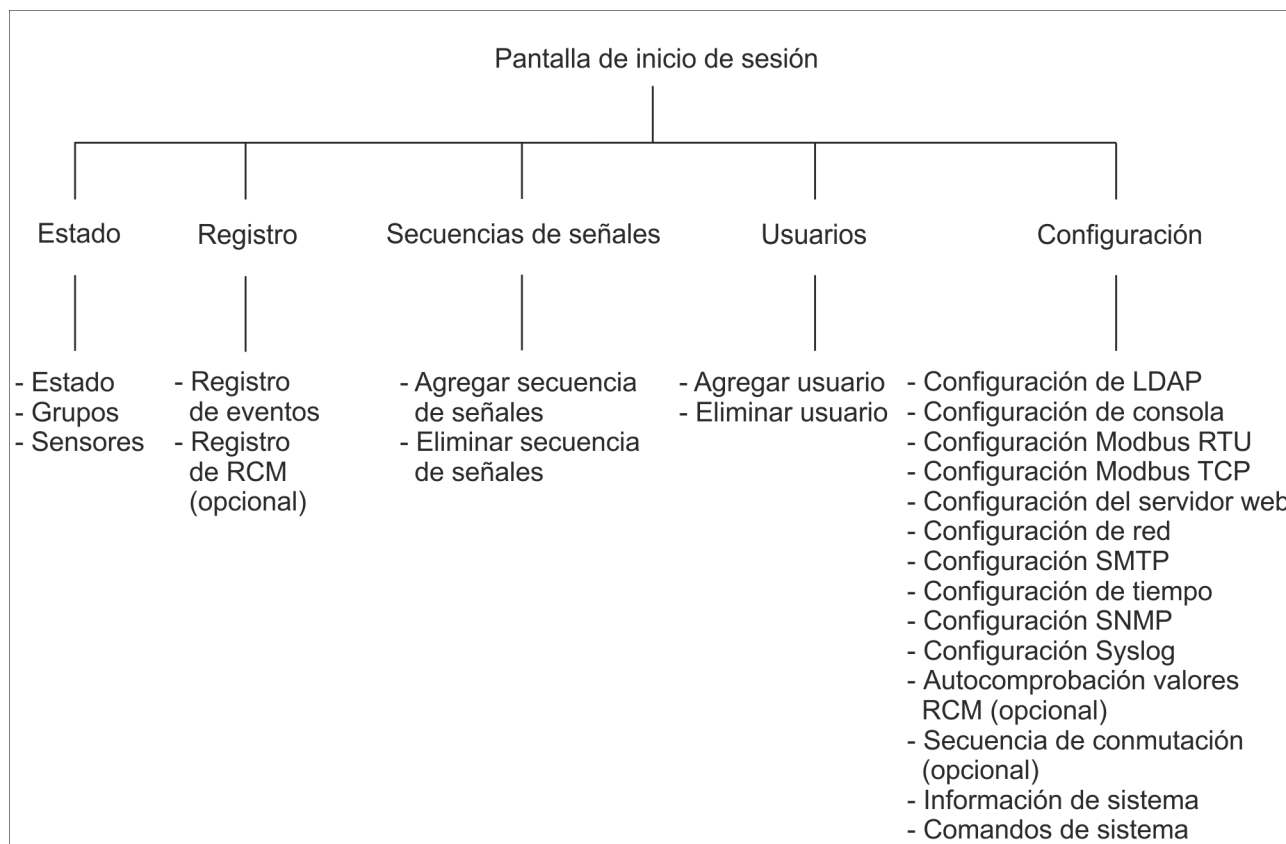 Pantalla de inicio de sesión
Estado
Registro
Secuencias de señales
Usuarios
Configuración
- Estado
- Grupos
- Sensores
- Registro
de eventos
- Registro
de RCM
(opcional)
- Agregar secuencia
de señales
- Eliminar secuencia
de señales
- Agregar usuario
- Eliminar usuario
- Configuración de LDAP
- Configuración de consola
- Configuración Modbus RTU
- Configuración Modbus TCP
- Configuración del servidor web
- Configuración de red
- Configuración SMTP
- Configuración de tiempo
- Configuración SNMP
- Configuración Syslog
- Autocomprobación valores
RCM (opcional)
- Secuencia de conmutación
(opcional)
- Información de sistema
- Comandos de sistema